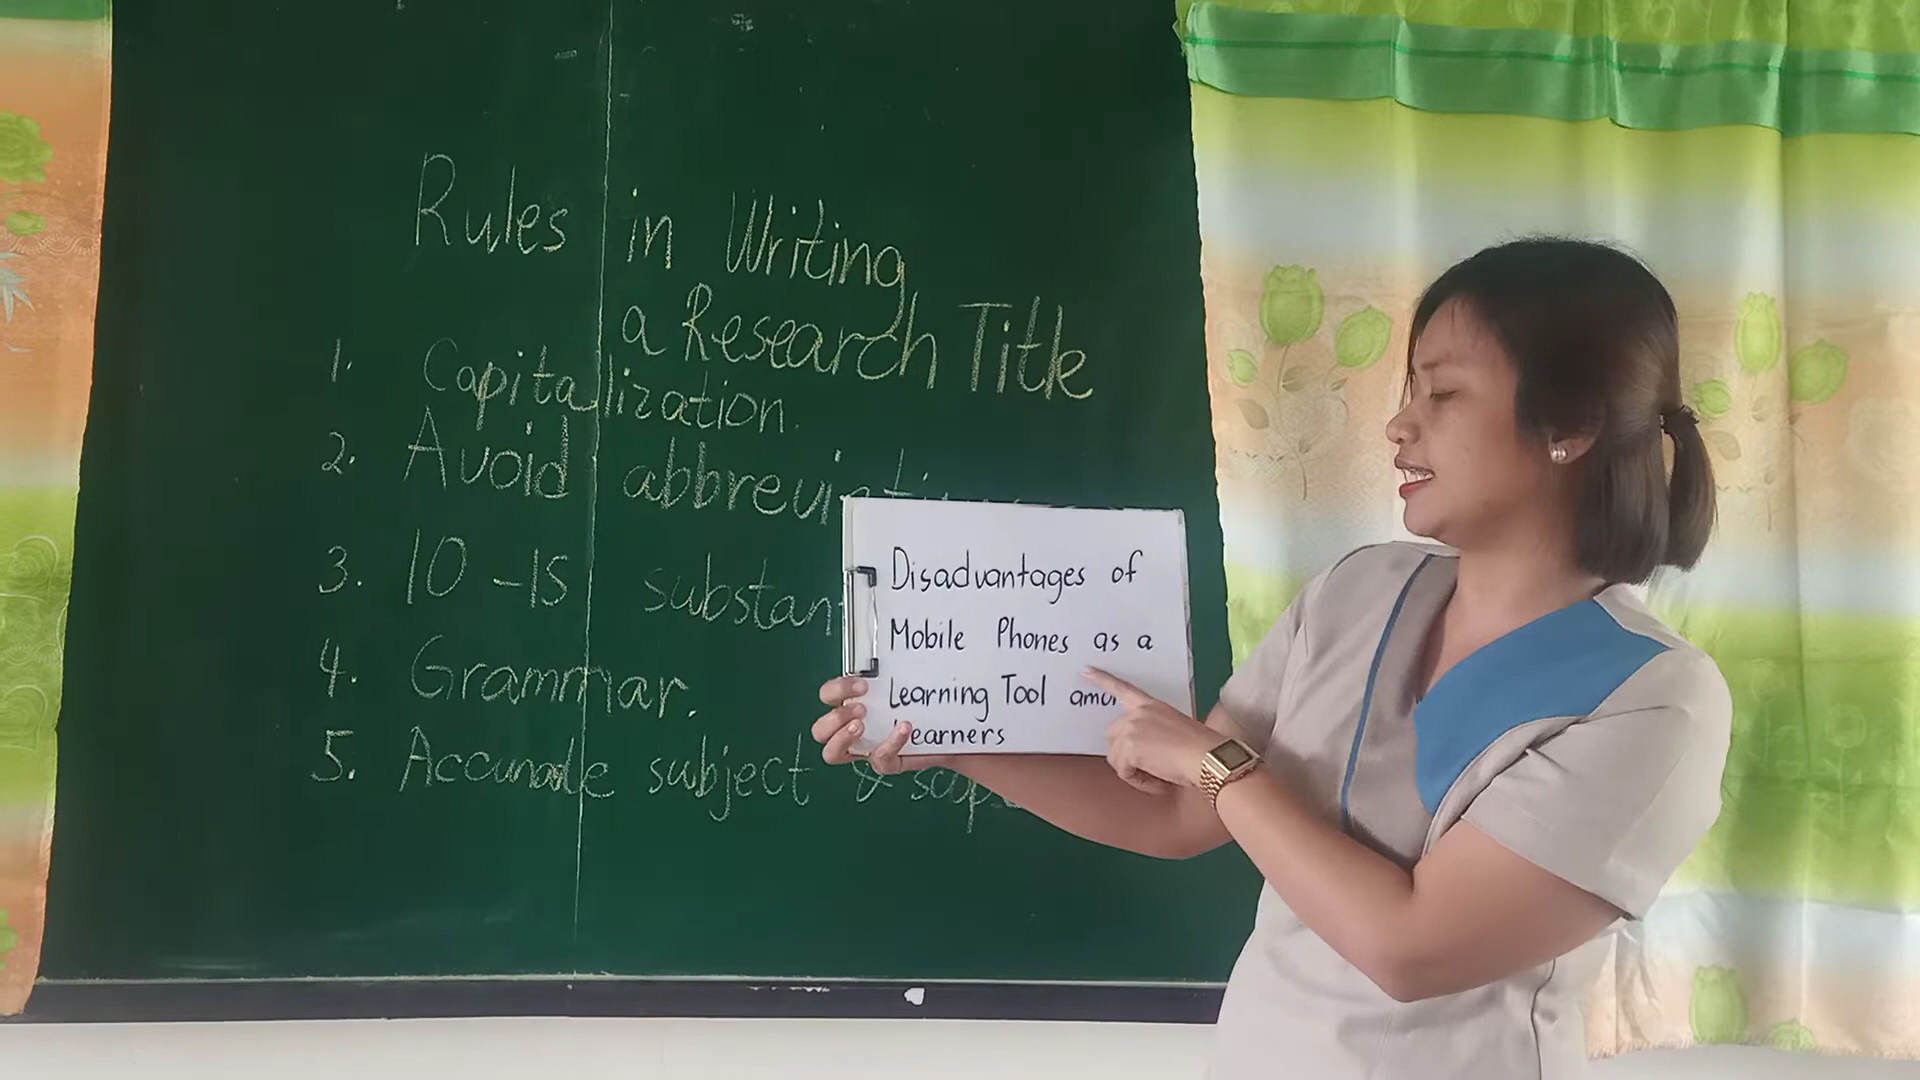 Rules in Writing
a Research Title
1. Capitalization.
2. Avoid
3. 10-15
4. Grammar.
5. Accurate subject &
Disadvantages of
Mobile Phones as a
Learning Tool